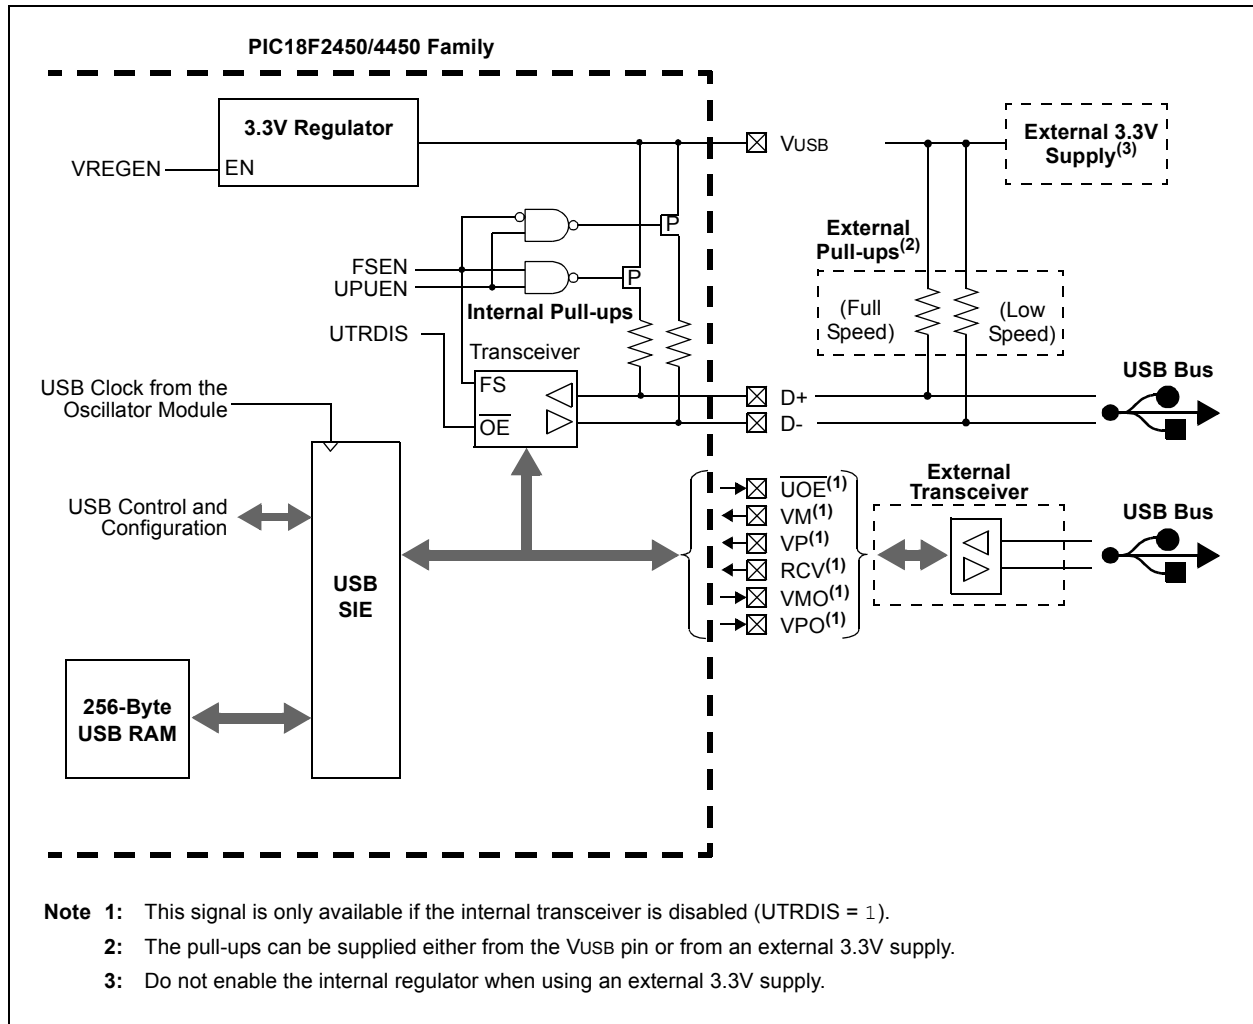 PIC18F2450/4450 Family
3.3V Regulator
VREGEN
EN
VUSB
External 3.3V
Supply(3)
P
External
Pull-ups(2)
FSEN
UPUEN
P
Internal Pull-ups
(Full
Speed)
(Low
Speed)
UTRDIS
Transceiver
FS
OE
USB Clock from the
Oscillator Module
D+
D-
USB Bus
External
Transceiver
UOE(1)
VM(1)
VP(1)
RCV(1)
VMO(1)
VPO(1)
USB Bus
USB Control and
Configuration
USB
SIE
256-Byte
USB RAM
Note 1: This signal is only available if the internal transceiver is disabled (UTRDIS = 1).
2: The pull-ups can be supplied either from the VUSB pin or from an external 3.3V supply.
3: Do not enable the internal regulator when using an external 3.3V supply.